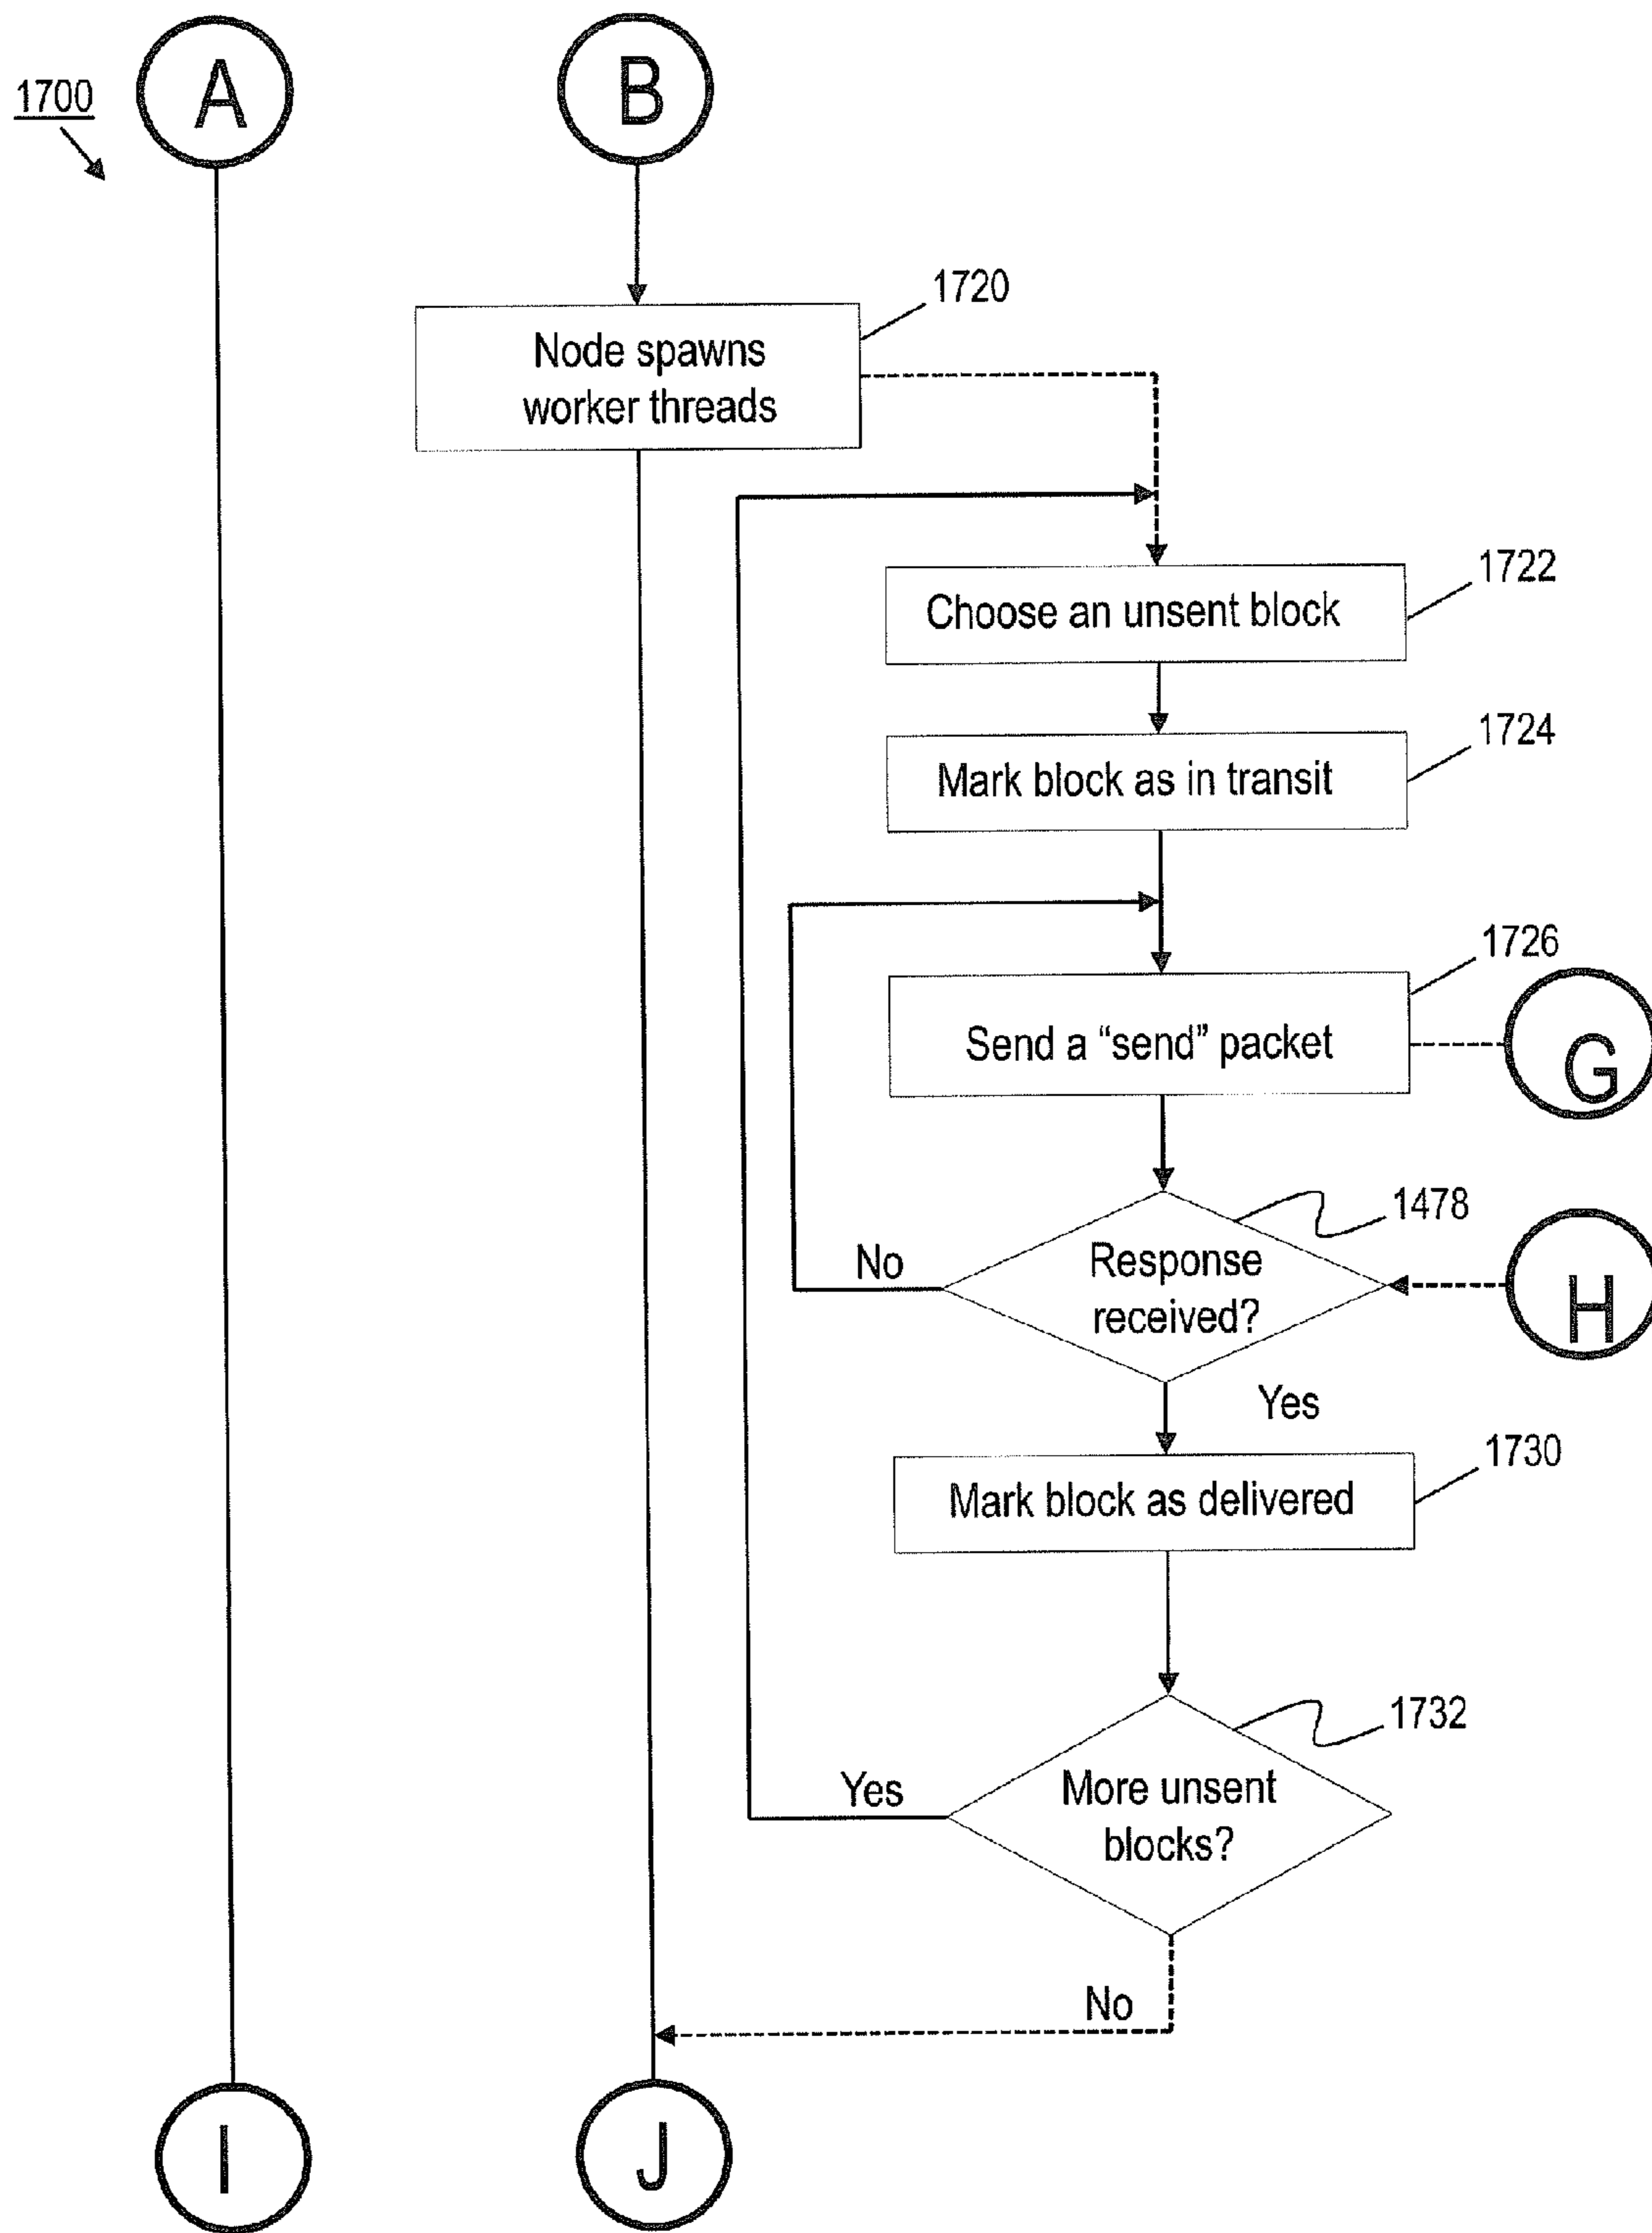 1700
A
B
1720
Node spawns
worker threads
1722
Choose an unsent block
1724
Mark block as in transit
1726
Send a “send” packet
G
1478
Response
received?
No
H
Yes
1730
Mark block as delivered
1732
More unsent
blocks?
Yes
No
I
J